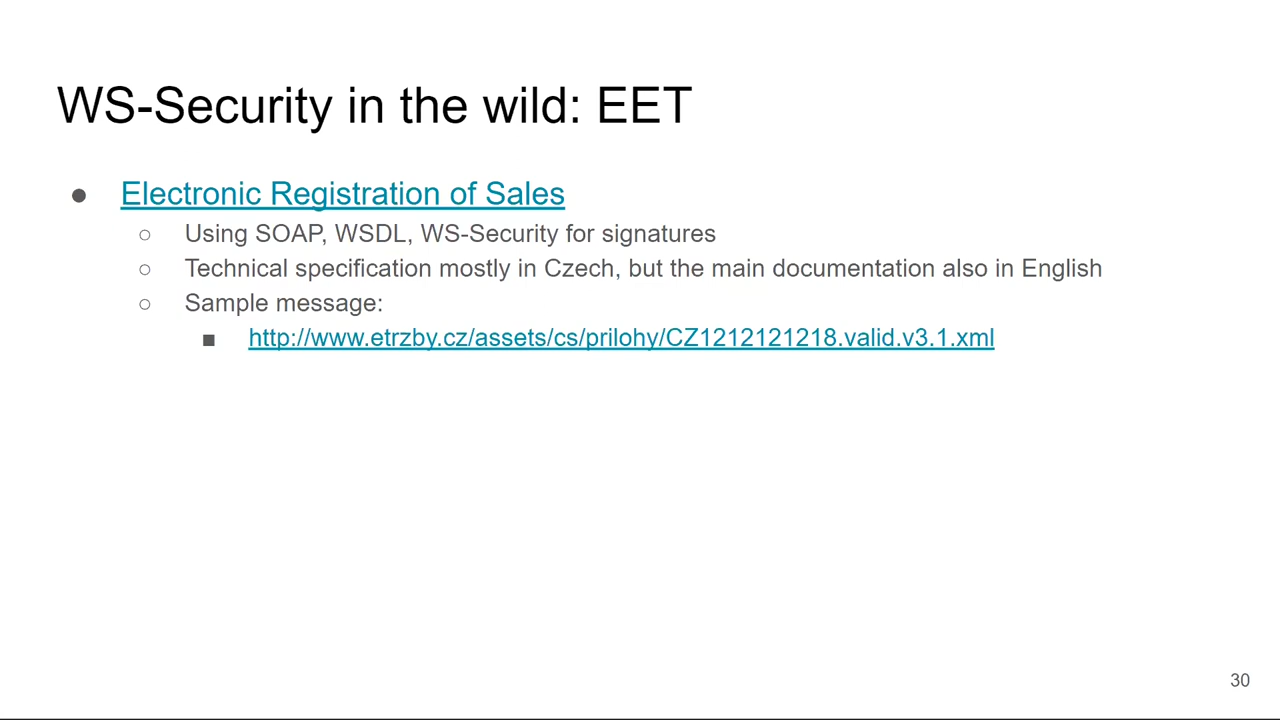 WS-Security in the wild: EET
● Electronic Registration of Sales
○ Using SOAP, WSDL, WS-Security for signatures
○ Technical specification mostly in Czech, but the main documentation also in English
○ Sample message:
■ http://www.etrzby.cz/assets/cs/prilohy/CZ1212121218.valid.v3.1.xml
30